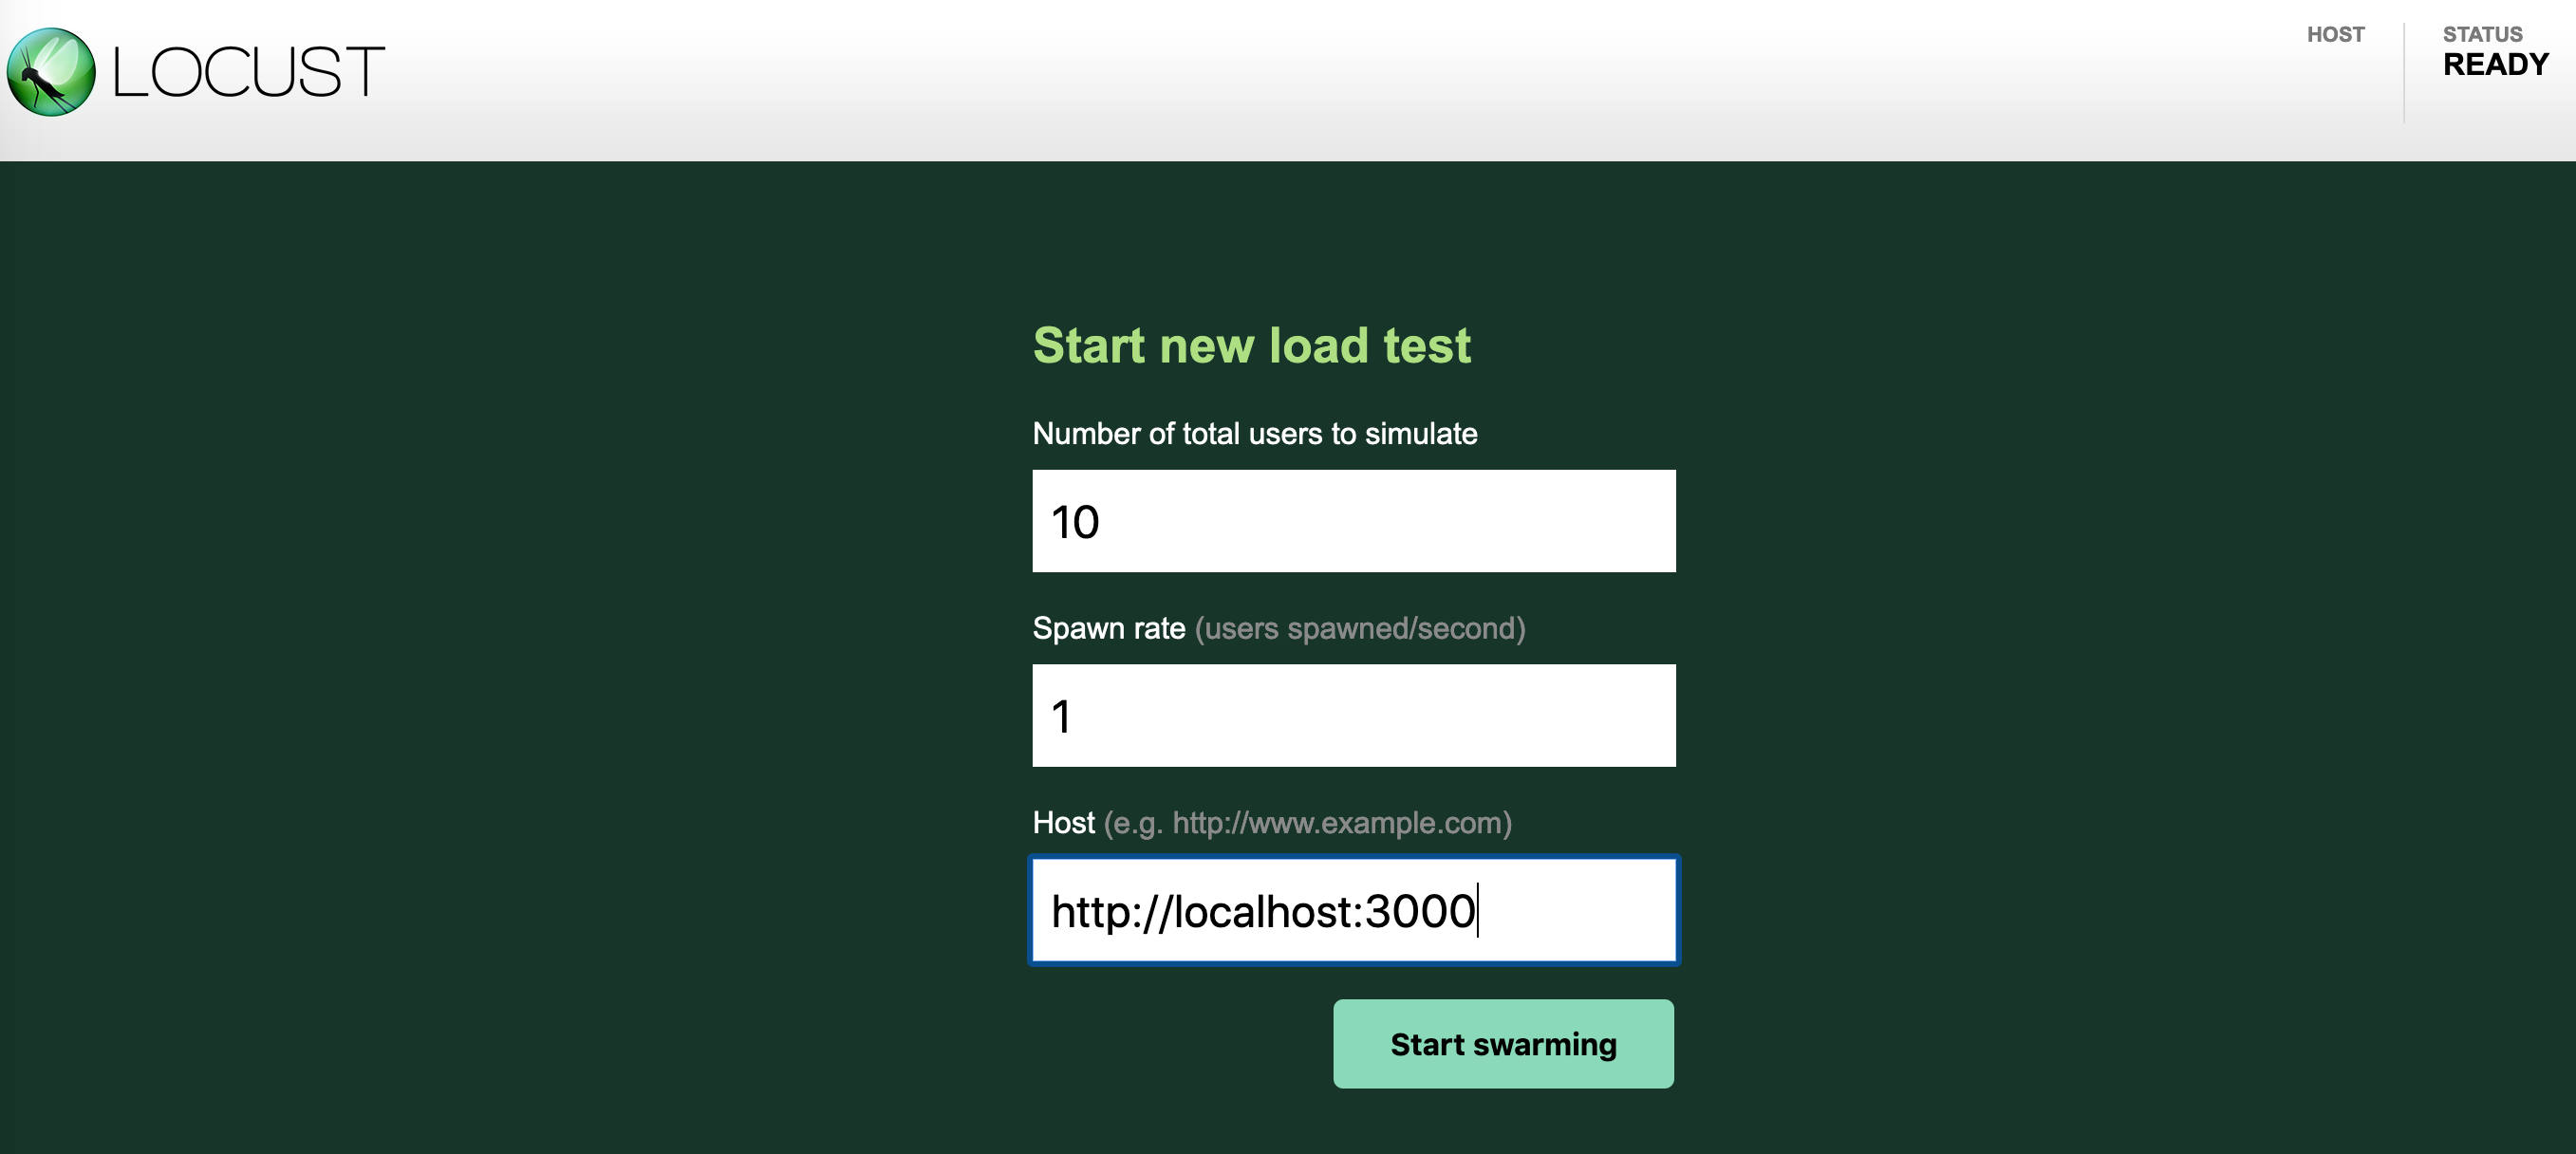 LOCUST
HOST
STATUS
READY
Start new load test
Number of total users to simulate
10
Spawn rate (users spawned/second)
1
Host (e.g. http://www.example.com)
http://localhost:3000
Start swarming